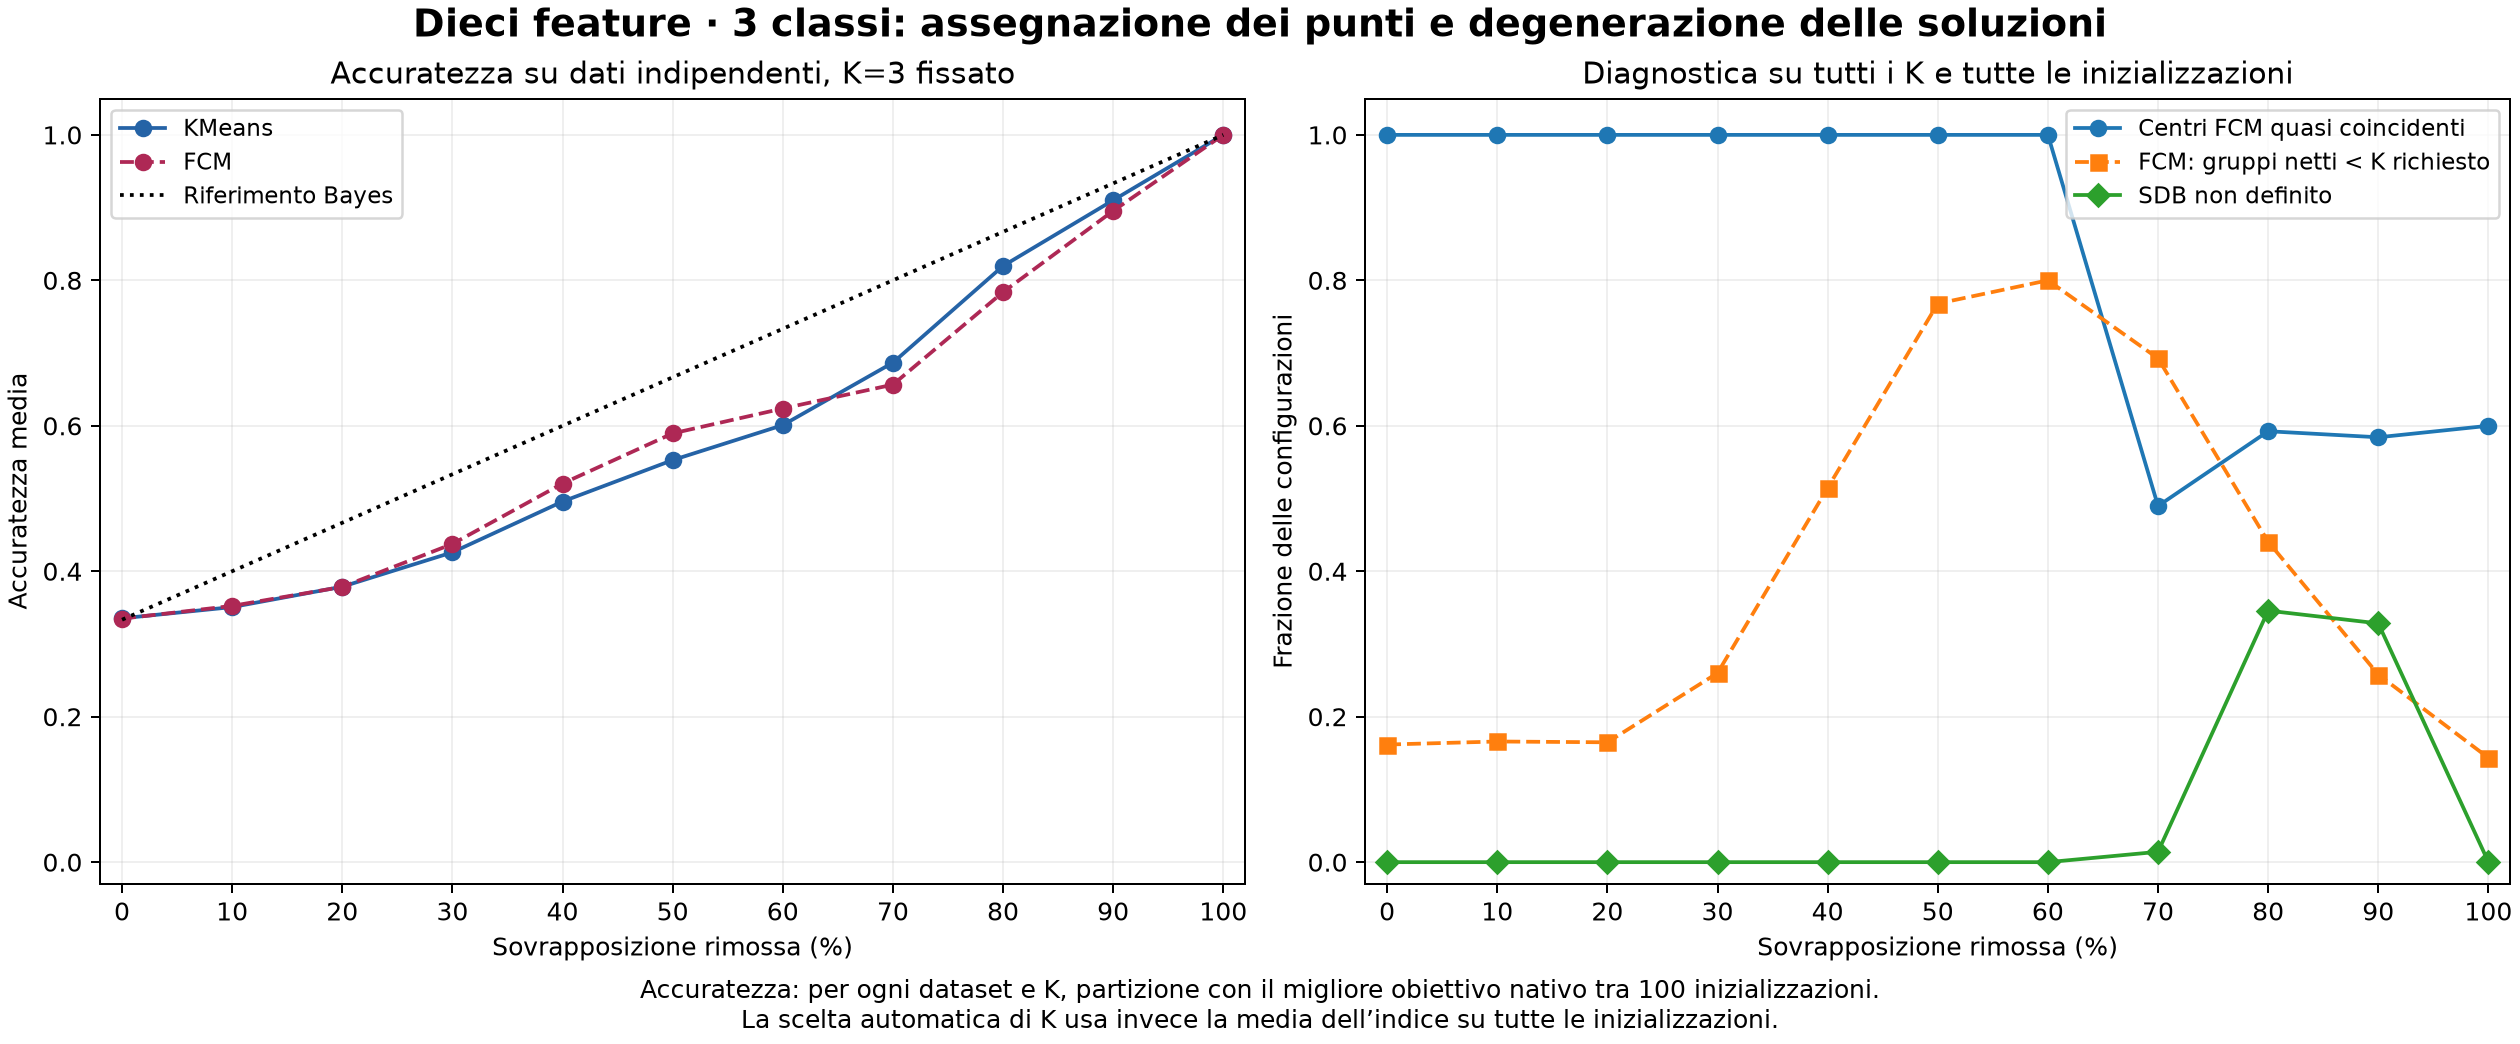 Dieci feature · 3 classi: assegnazione dei punti e degenerazione delle soluzioni
Accuratezza su dati indipendenti, K=3 fissato
KMeans
FCM
Riferimento Bayes
Accuratezza media
1.0
0.8
0.6
0.4
0.2
0.0
0 10 20 30 40 50 60 70 80 90 100
Sovrapposizione rimossa (%)
Diagnostica su tutti i K e tutte le inizializzazioni
Centri FCM quasi coincidenti
FCM: gruppi netti < K richiesto
SDB non definito
Frazione delle configurazioni
1.0
0.8
0.6
0.4
0.2
0.0
0 10 20 30 40 50 60 70 80 90 100
Sovrapposizione rimossa (%)
Accuratezza: per ogni dataset e K, partizione con il migliore obiettivo nativo tra 100 inizializzazioni.
La scelta automatica di K usa invece la media dell’indice su tutte le inizializzazioni.